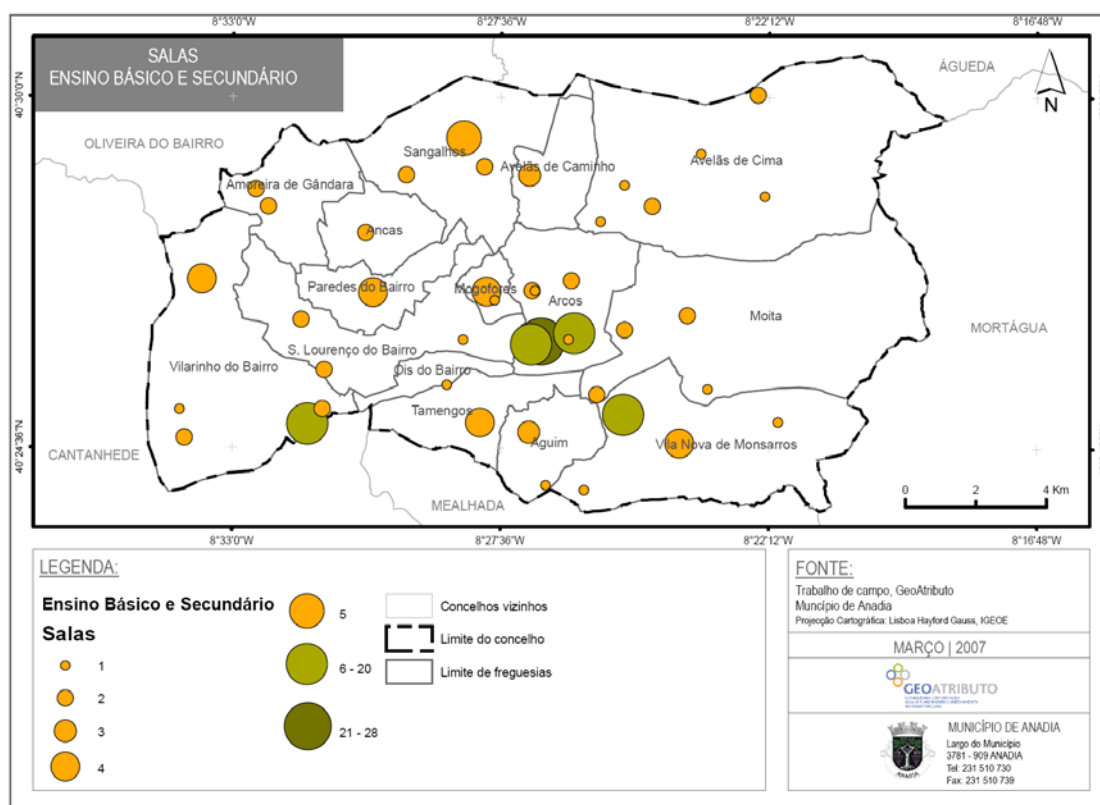 8°33'0"W
8°27'36"W
8°22'12"W
8°16'48"W
SALAS
ENSINO BÁSICO E SECUNDÁRIO
ÁGUEDA
N
40°30'0"N
OLIVEIRA DO BAIRRO
Sangalhos
Avelãs de Caminho
Avelãs de Cima
Amoreira de Gândara
Ancas
Paredes do Bairro
Mogofores
Arcos
Moita
MORTÁGUA
S. Lourenço do Bairro
Vilarinho do Bairro
Óis do Bairro
Tamengos
Aguim
Vila Nova de Monsarros
40°24'36"N
CANTANHEDE
MEALHADA
0 2 4 Km
8°33'0"W
8°27'36"W
8°22'12"W
8°16'48"W
LEGENDA:
Ensino Básico e Secundário
Salas
1
2
3
4
5
6 - 20
21 - 28
Concelhos vizinhos
Limite do concelho
Limite de freguesias
FONTE:
Trabalho de campo, GeoAtributo
Muncípio de Anadia
Projecção Cartográfica: Lisboa Hayford Gauss, IGEOE
MARÇO | 2007
GEOATRIBUTO
ANADIA
MUNICÍPIO DE ANADIA
Largo do Município
3781 - 909 ANADIA
Tel: 231 510 730
Fax: 231 510 739